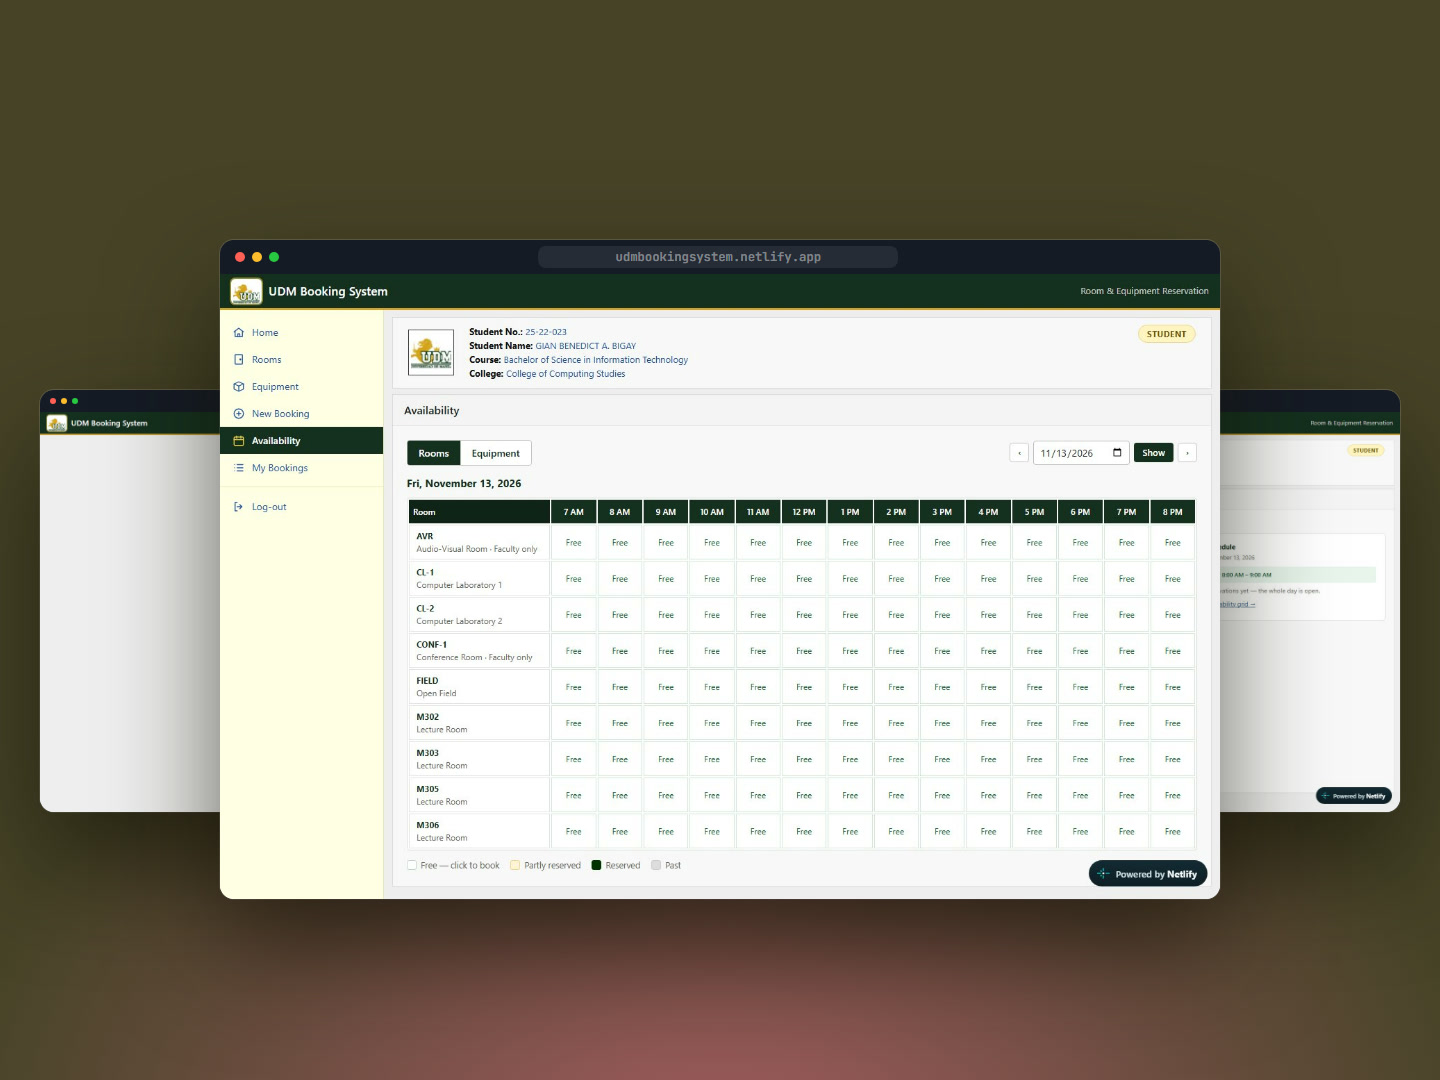 udmbookingsystem.netlify.app
UDM Booking System
Room & Equipment Reservation
Home
Rooms
Equipment
New Booking
Availability
My Bookings
Log-out
UDM
Student No.: 25-22-023
Student Name: GIAN BENEDICT A. BIGAY
Course: Bachelor of Science in Information Technology
College: College of Computing Studies
STUDENT
Availability
Rooms Equipment
‹ 11/13/2026 Show ›
Fri, November 13, 2026
Room 7 AM 8 AM 9 AM 10 AM 11 AM 12 PM 1 PM 2 PM 3 PM 4 PM 5 PM 6 PM 7 PM 8 PM
AVR
Audio-Visual Room · Faculty only
Free Free Free Free Free Free Free Free Free Free Free Free Free Free
CL-1
Computer Laboratory 1
Free Free Free Free Free Free Free Free Free Free Free Free Free Free
CL-2
Computer Laboratory 2
Free Free Free Free Free Free Free Free Free Free Free Free Free Free
CONF-1
Conference Room · Faculty only
Free Free Free Free Free Free Free Free Free Free Free Free Free Free
FIELD
Open Field
Free Free Free Free Free Free Free Free Free Free Free Free Free Free
M302
Lecture Room
Free Free Free Free Free Free Free Free Free Free Free Free Free Free
M303
Lecture Room
Free Free Free Free Free Free Free Free Free Free Free Free Free Free
M305
Lecture Room
Free Free Free Free Free Free Free Free Free Free Free Free Free Free
M306
Lecture Room
Free Free Free Free Free Free Free Free Free Free Free Free Free Free
Free — click to book Partly reserved Reserved Past
Powered by Netlify
UDM Booking System
Room & Equipment Reservation
STUDENT
8:00 AM – 9:00 AM
yet — the whole day is open.
grid →
Powered by Netlify